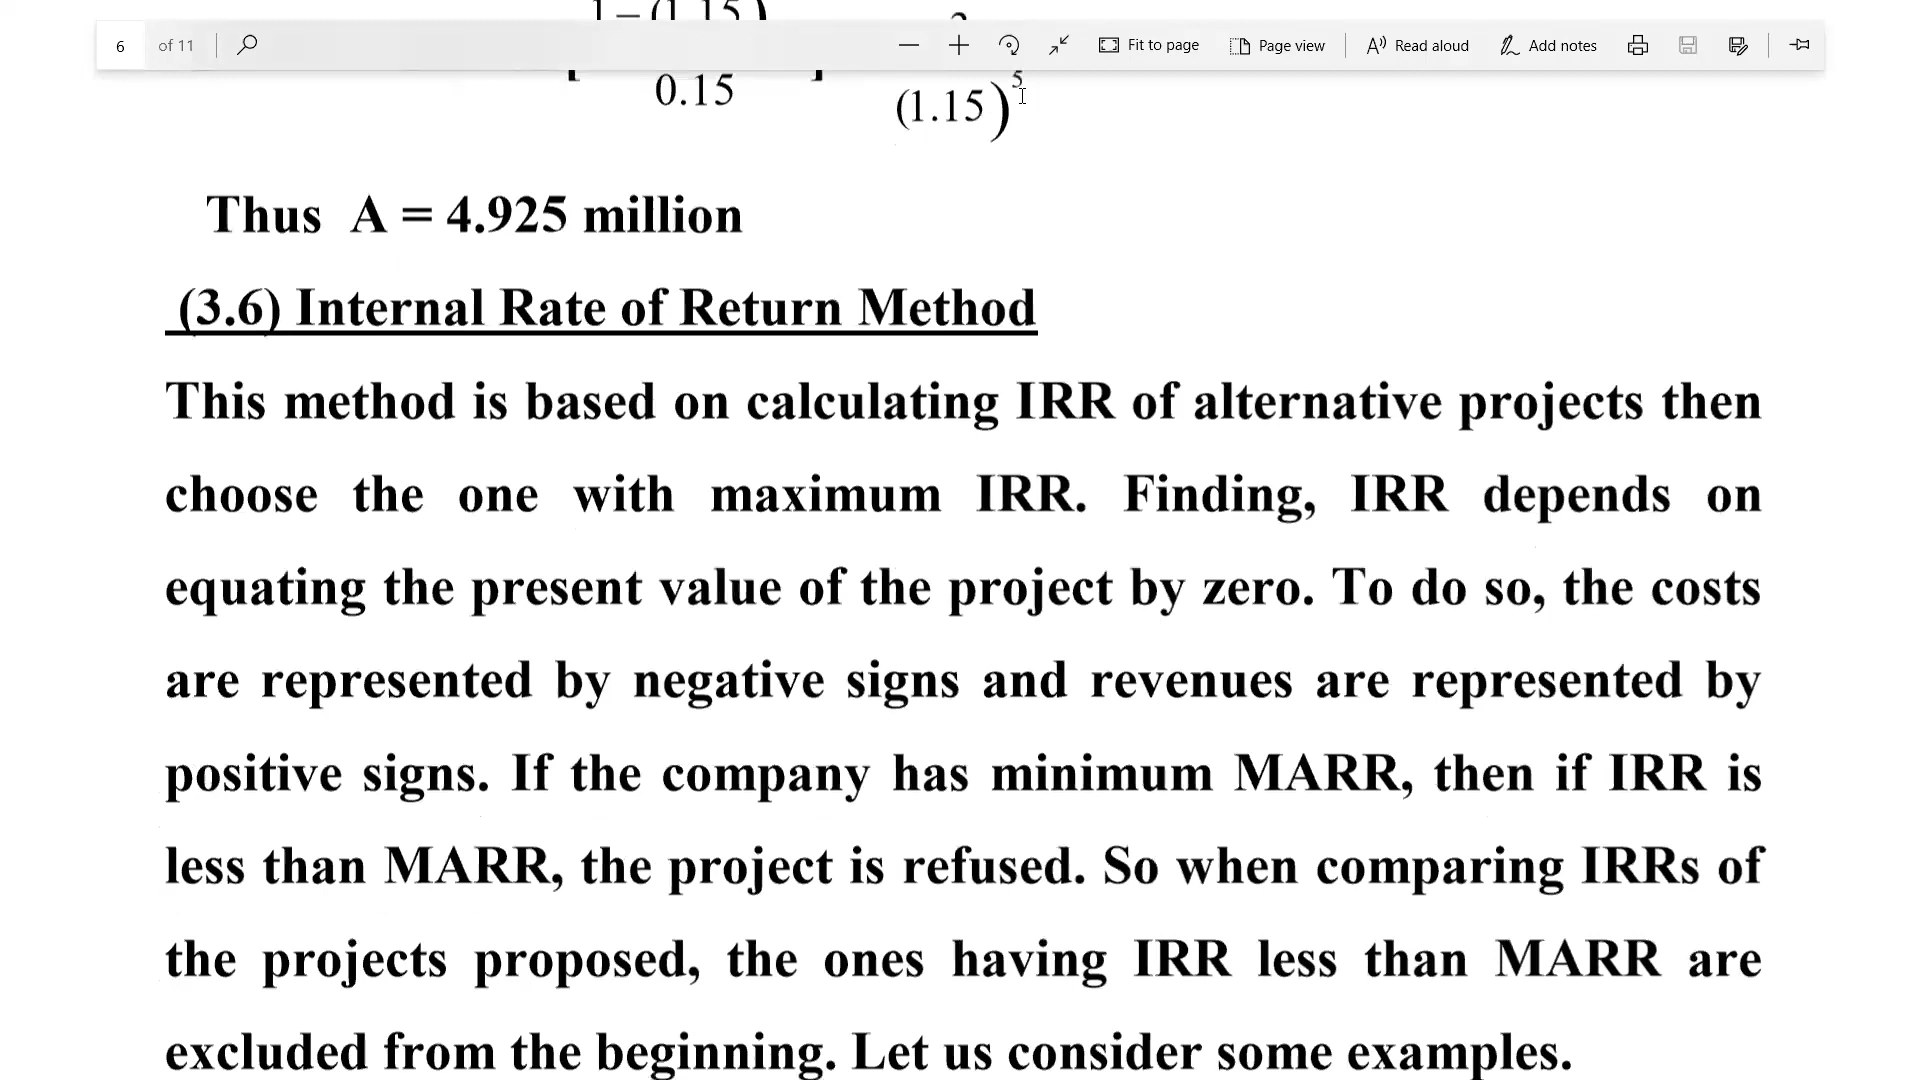 1 − (1.15)
6 of 11 Fit to page Page view Read aloud Add notes
0.15
(1.15)^5
Thus A = 4.925 million
(3.6) Internal Rate of Return Method
This method is based on calculating IRR of alternative projects then
choose the one with maximum IRR. Finding, IRR depends on
equating the present value of the project by zero. To do so, the costs
are represented by negative signs and revenues are represented by
positive signs. If the company has minimum MARR, then if IRR is
less than MARR, the project is refused. So when comparing IRRs of
the projects proposed, the ones having IRR less than MARR are
excluded from the beginning. Let us consider some examples.